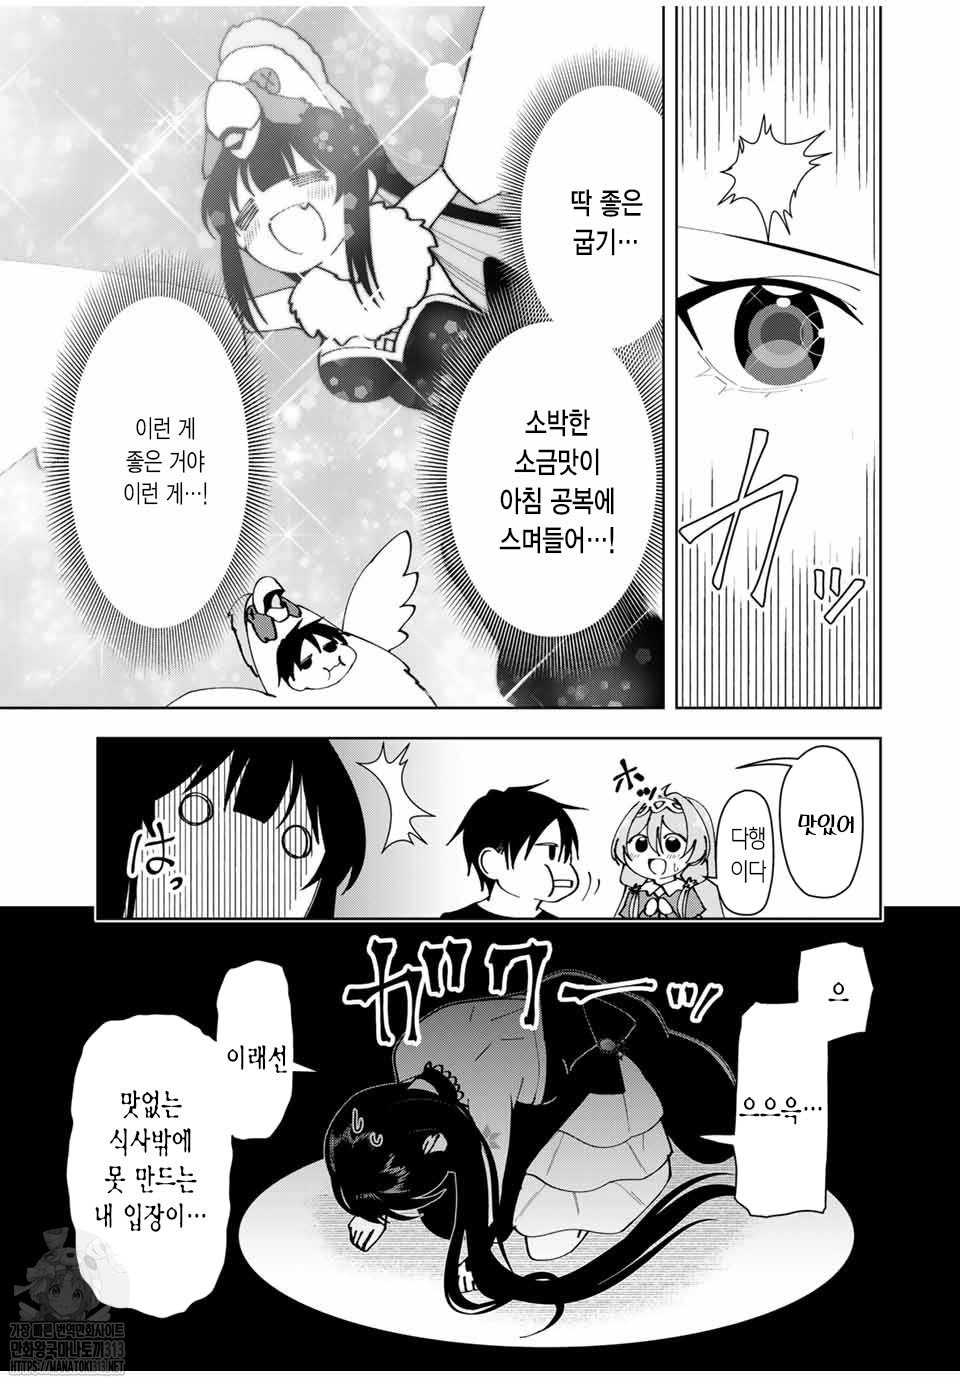 딱 좋은
굽기…
소박한
소금맛이
아침 공복에
스며들어…!
이런 게
좋은 거야
이런 게…!
カッ
맛있어
다행
이다
ホッ
はっ
으
으으윽…
ガクーッ
이래선
맛없는
식사밖에
못 만드는
내 입장이…
가장 빠른 번역만화사이트
만화왕국마나토끼313
HTTPS://MANATOKI313.NET